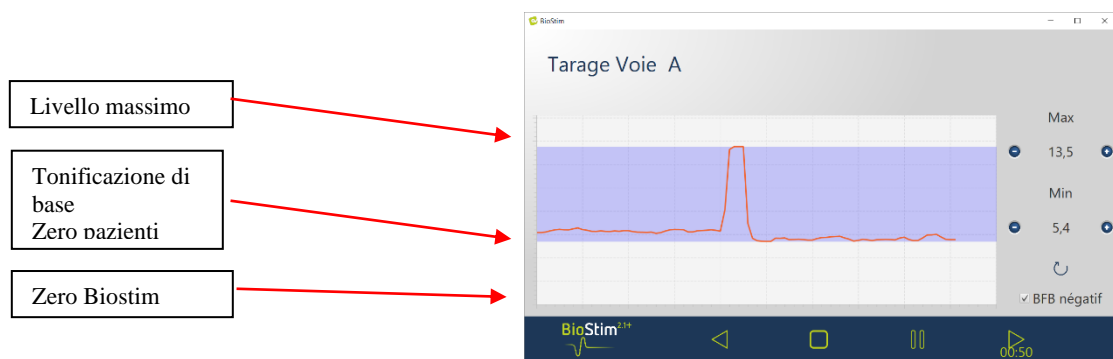 BioStim
Tarage Voie A
Livello massimo
Tonificazione di
base
Zero pazienti
Zero Biostim
Max
13,5
Min
5,4
BFB négatif
BioStim2.1+
00:50